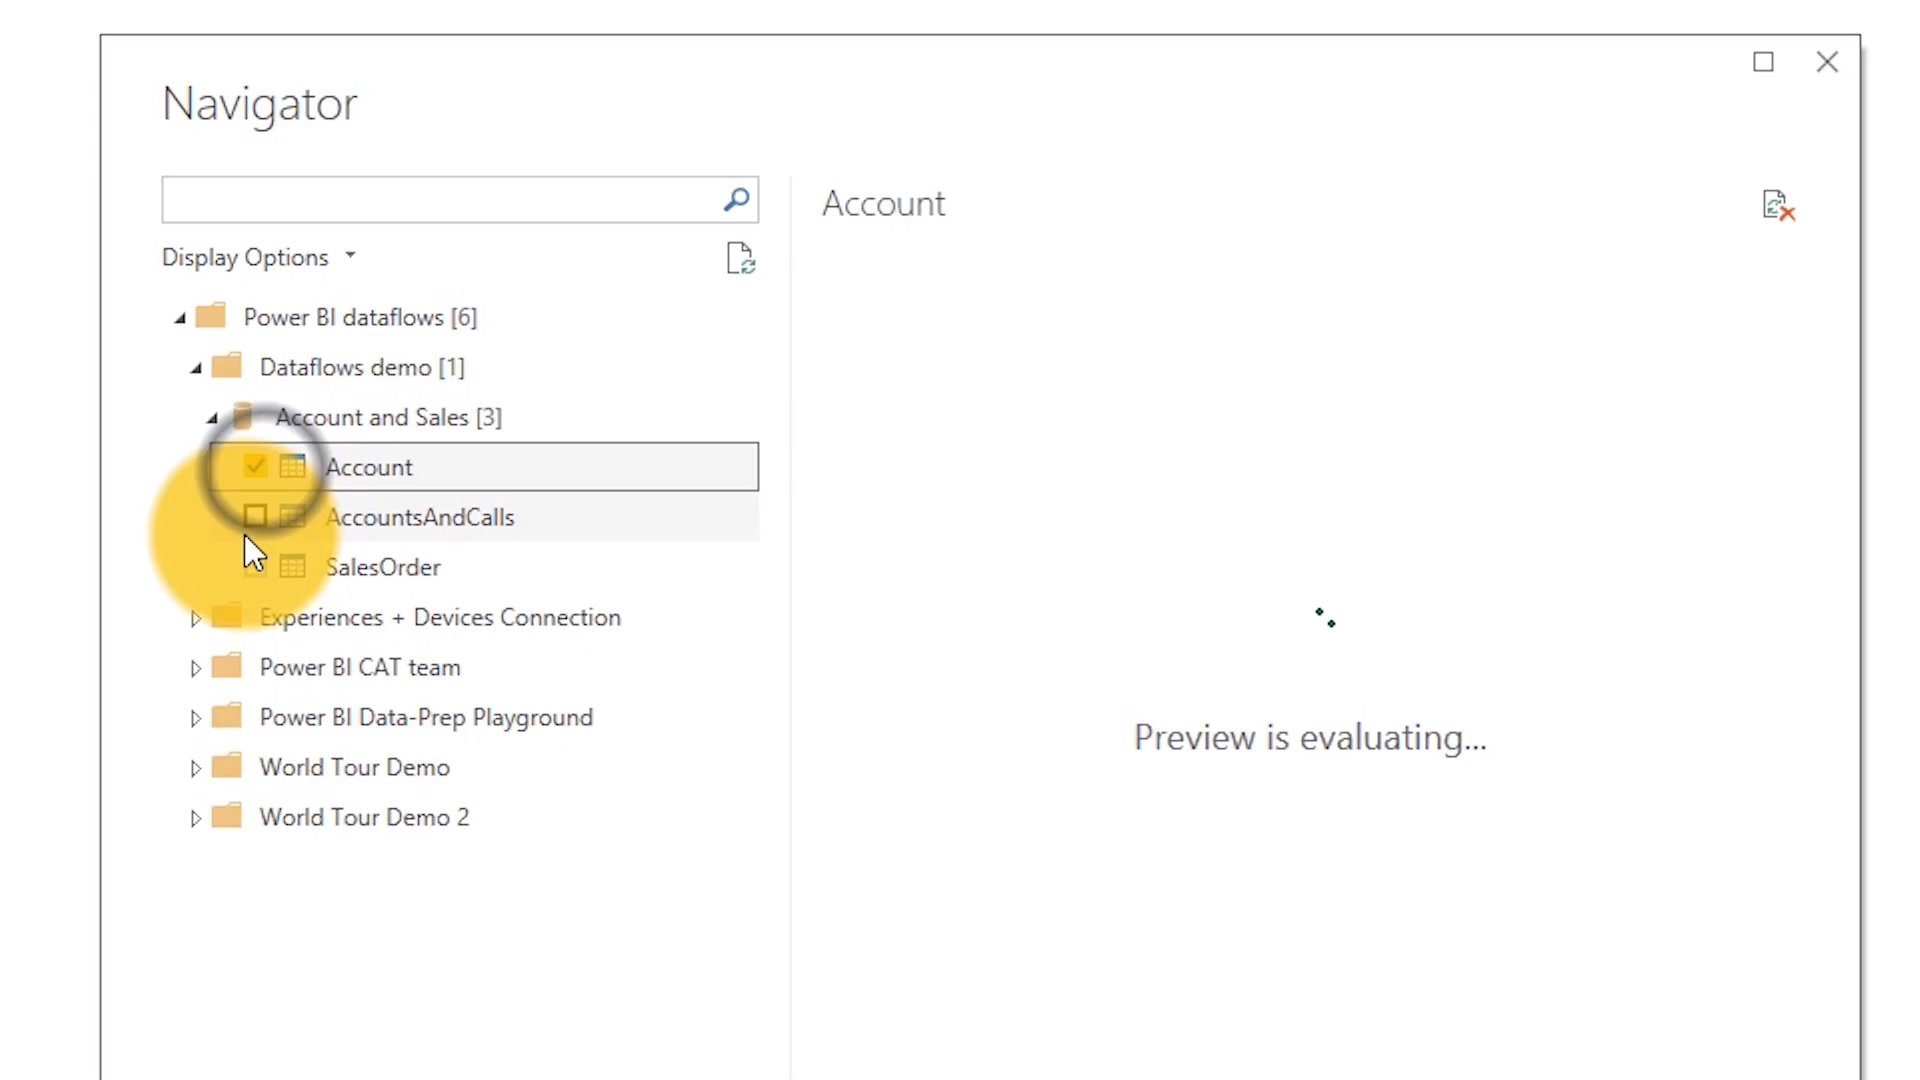 Navigator
Display Options
Account
Power BI dataflows [6]
Dataflows demo [1]
Account and Sales [3]
Account
AccountsAndCalls
SalesOrder
Experiences + Devices Connection
Power BI CAT team
Power BI Data-Prep Playground
World Tour Demo
World Tour Demo 2
Preview is evaluating...